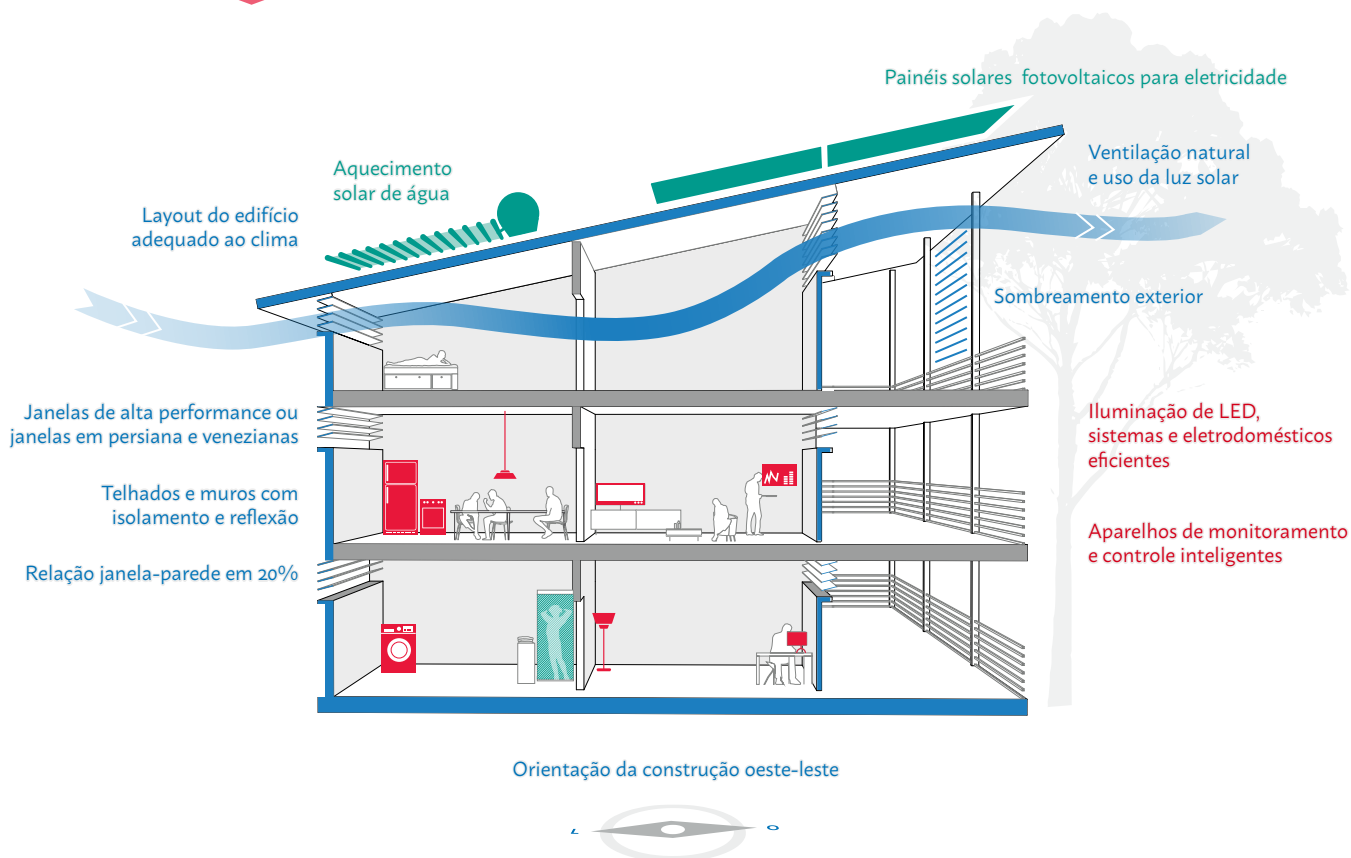 Painéis solares fotovoltaicos para eletricidade
Aquecimento
solar de água
Ventilação natural
e uso da luz solar
Layout do edifício
adequado ao clima
Sombreamento exterior
Janelas de alta performance ou
janelas em persiana e venezianas
Iluminação de LED,
sistemas e eletrodomésticos
eficientes
Telhados e muros com
isolamento e reflexão
Aparelhos de monitoramento
e controle inteligentes
Relação janela-parede em 20%
Orientação da construção oeste-leste
L
O